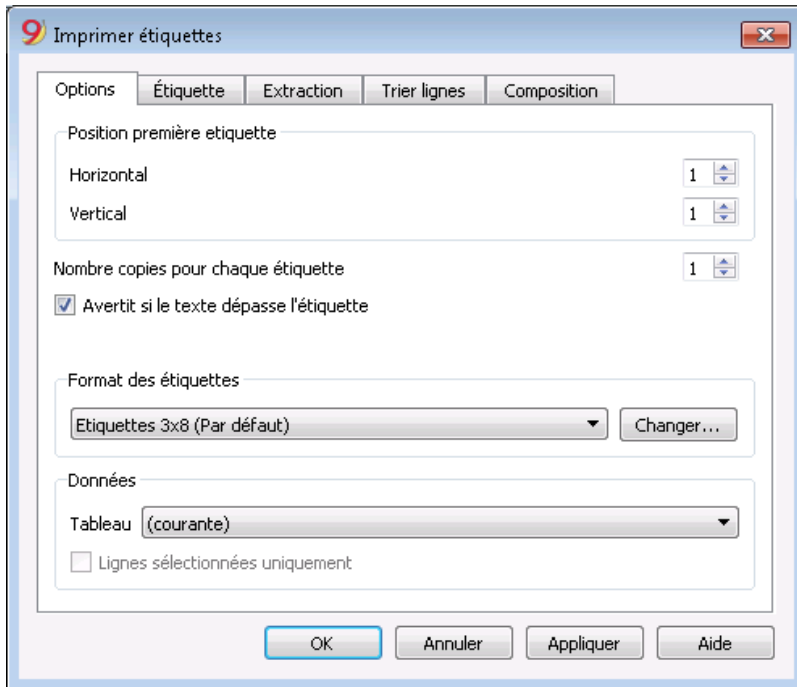 9 Imprimer étiquettes
Options Étiquette Extraction Trier lignes Composition
Position première etiquette
Horizontal 1
Vertical 1
Nombre copies pour chaque étiquette 1
Avertit si le texte dépasse l'étiquette
Format des étiquettes
Etiquettes 3x8 (Par défaut) Changer...
Données
Tableau (courante)
Lignes sélectionnées uniquement
OK Annuler Appliquer Aide